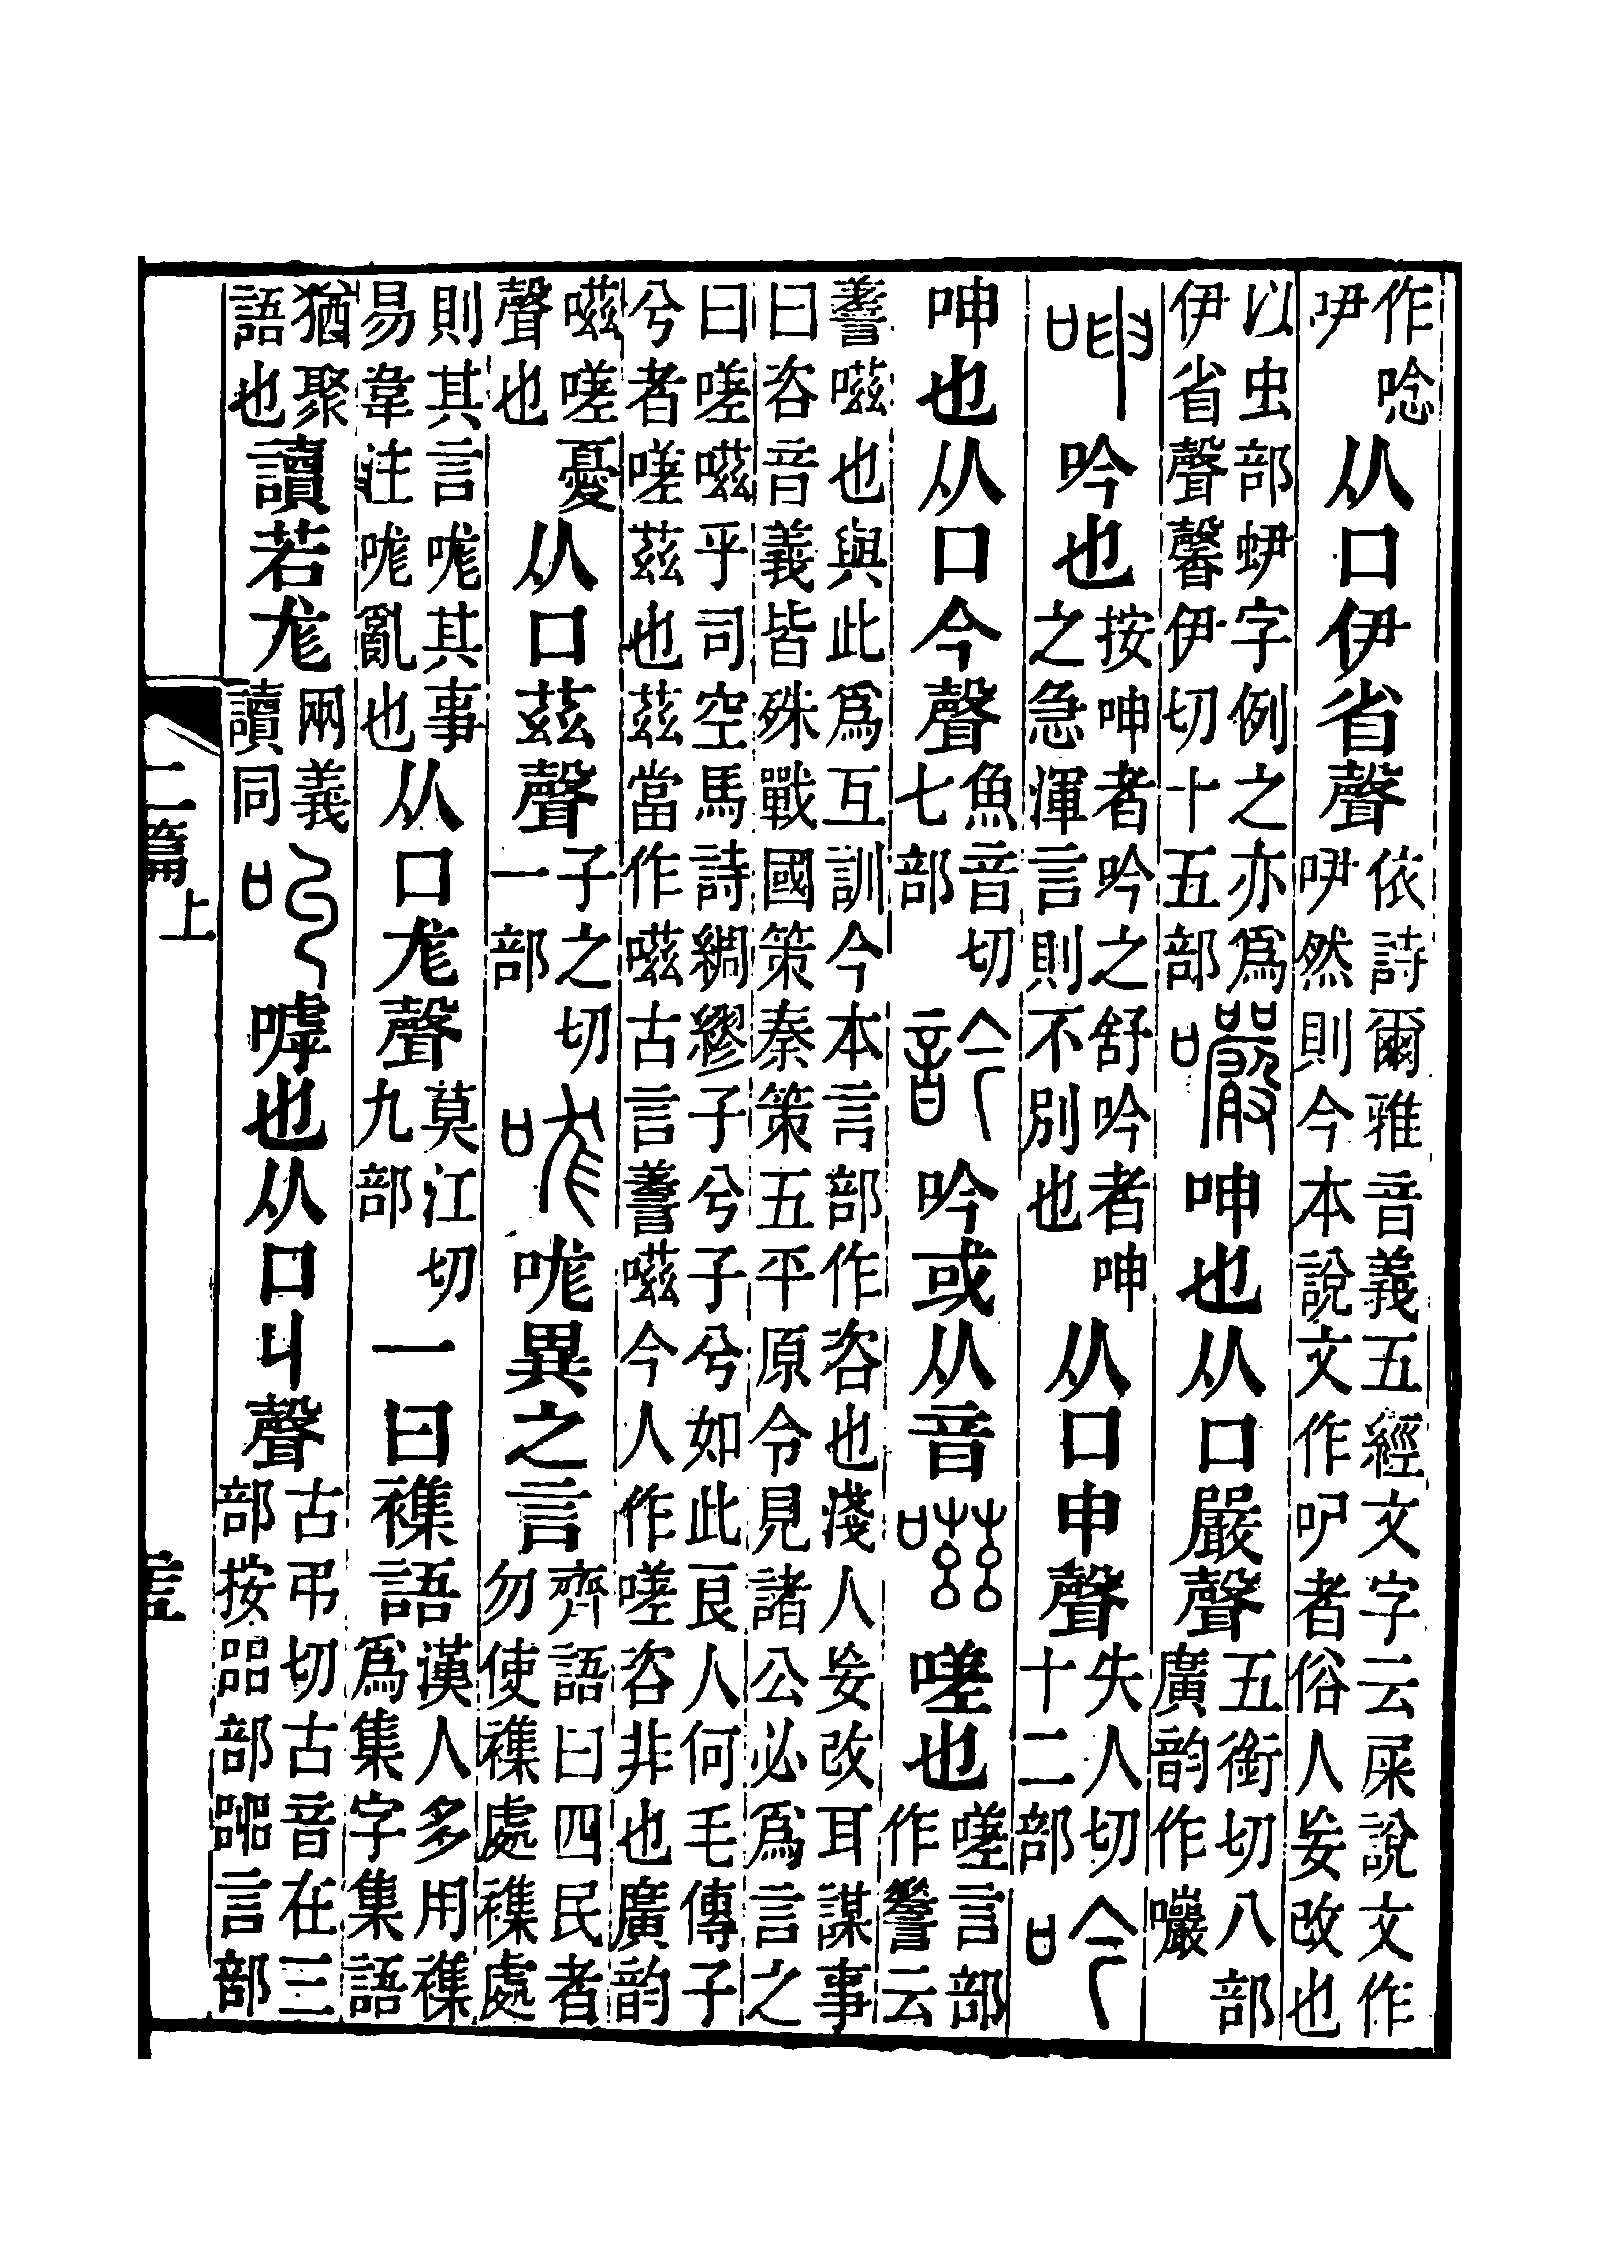 作唸吚从口伊省聲依詩爾雅音義五經文字云屎說文作吚然則今本說文作㕧者俗人妄改也
以虫部蛜字例之亦爲伊省聲馨伊切十五部呻也从口嚴聲五銜切八部廣韵作
呻吟也按呻者吟之舒吟者呻之急渾言則不別也从口申聲失人切十二部吟
呻也从口今聲魚音切七部訡吟或从音嗞嗟也嗟言部作𧪰云
𧪰嗞也與此爲互訓今本言部作咨也淺人妄改耳謀事曰咨音義皆殊戰國策秦策五平原令見諸公必爲言之
曰嗟嗞乎司空馬詩綢繆子兮子兮如此良人何毛傳子兮者嗟茲也茲當作嗞古言𧪰嗞今人作嗟咨非也廣韵
嗞嗟憂聲也从口茲聲子之切一部哤哤異之言齊語曰四民者勿使襍處襍處
則其言哤其事易韋注哤亂也从口尨聲莫江切九部一曰襍語漢人多用襍爲集字集語
猶聚語也讀若尨兩義讀同叫嘑也从口丩聲古弔切古音在三部按㗊部嘂言部
二篇上